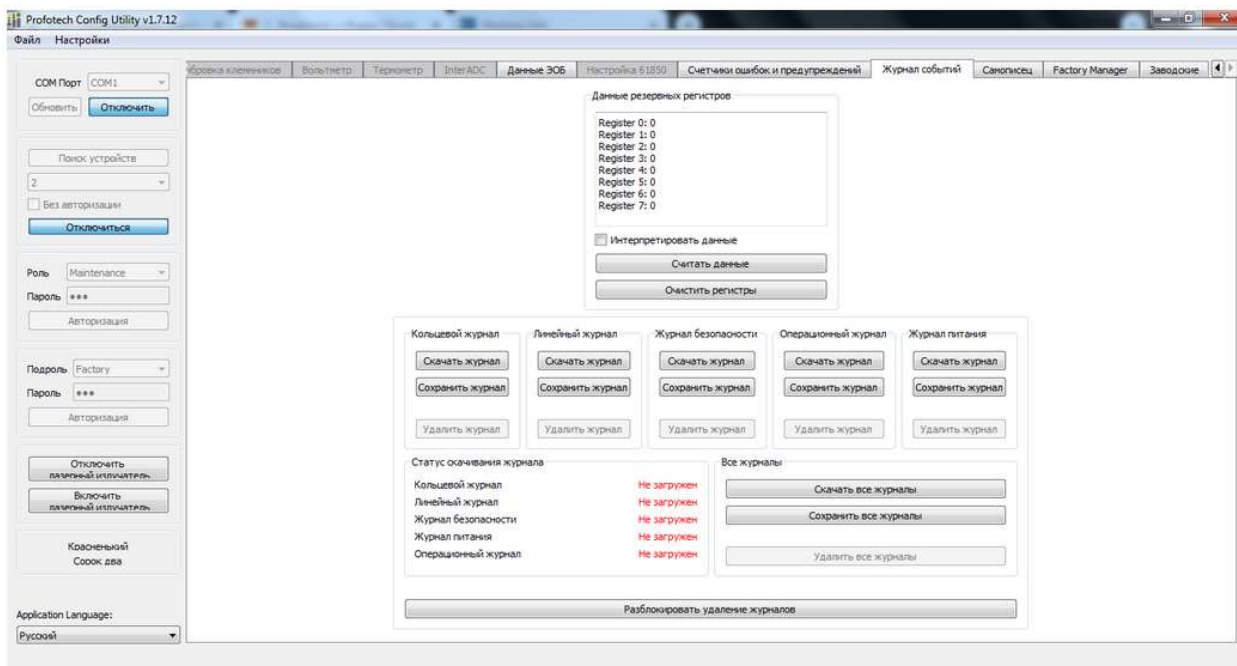 Profotech Config Utility v1.7.12
Файл Настройки
COM Порт COM1
Обновить Отключить
Поиск устройств
2
Без авторизации
Отключиться
Роль Maintenance
Пароль ●●●
Авторизация
Подроль Factory
Пароль ●●●
Авторизация
Отключить
лазерный излучатель
Включить
лазерный излучатель
Красненький
Сорок два
Application Language:
Русский
клеммников Вольтметр Термометр InterADC Данные ЭОБ Настройка 61850 Счетчики ошибок и предупреждений Журнал событий Самописец Factory Manager Заводские
Данные резервных регистров
Register 0: 0
Register 1: 0
Register 2: 0
Register 3: 0
Register 4: 0
Register 5: 0
Register 6: 0
Register 7: 0
Интерпретировать данные
Считать данные
Очистить регистры
Кольцевой журнал Линейный журнал Журнал безопасности Операционный журнал Журнал питания
Скачать журнал Скачать журнал Скачать журнал Скачать журнал Скачать журнал
Сохранить журнал Сохранить журнал Сохранить журнал Сохранить журнал Сохранить журнал
Удалить журнал Удалить журнал Удалить журнал Удалить журнал Удалить журнал
Статус скачивания журнала
Кольцевой журнал Не загружен
Линейный журнал Не загружен
Журнал безопасности Не загружен
Журнал питания Не загружен
Операционный журнал Не загружен
Все журналы
Скачать все журналы
Сохранить все журналы
Удалить все журналы
Разблокировать удаление журналов